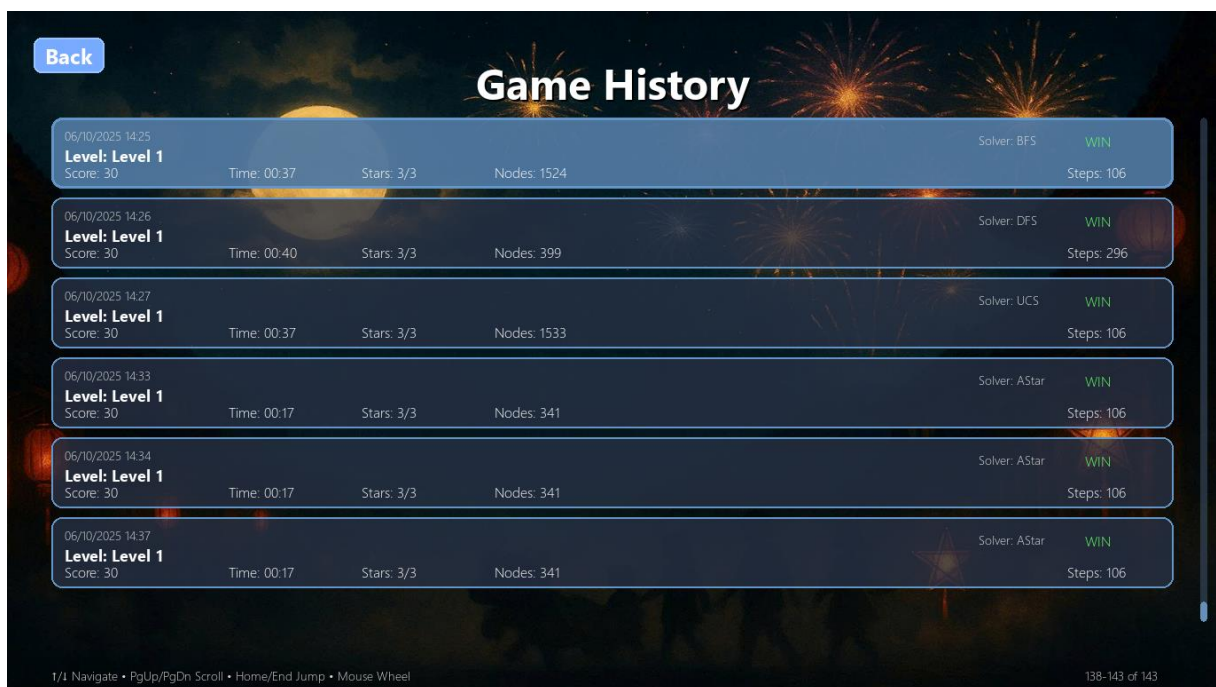 Back
Game History
06/10/2025 14:25
Solver: BFS WIN
Level: Level 1
Score: 30 Time: 00:37 Stars: 3/3 Nodes: 1524 Steps: 106
06/10/2025 14:26
Solver: DFS WIN
Level: Level 1
Score: 30 Time: 00:40 Stars: 3/3 Nodes: 399 Steps: 296
06/10/2025 14:27
Solver: UCS WIN
Level: Level 1
Score: 30 Time: 00:37 Stars: 3/3 Nodes: 1533 Steps: 106
06/10/2025 14:33
Solver: AStar WIN
Level: Level 1
Score: 30 Time: 00:17 Stars: 3/3 Nodes: 341 Steps: 106
06/10/2025 14:34
Solver: AStar WIN
Level: Level 1
Score: 30 Time: 00:17 Stars: 3/3 Nodes: 341 Steps: 106
06/10/2025 14:37
Solver: AStar WIN
Level: Level 1
Score: 30 Time: 00:17 Stars: 3/3 Nodes: 341 Steps: 106
↑/↓ Navigate • PgUp/PgDn Scroll • Home/End Jump • Mouse Wheel 138-143 of 143